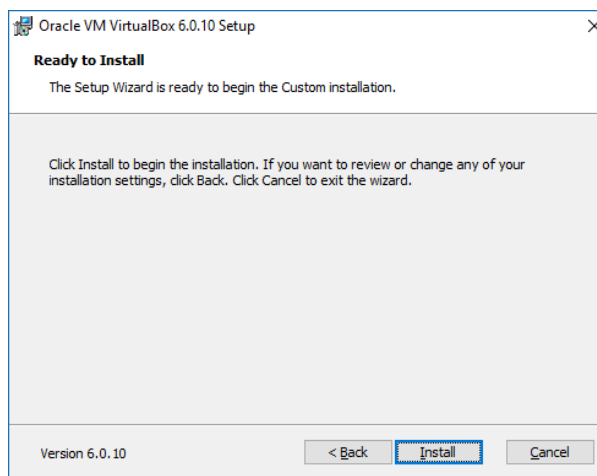 Oracle VM VirtualBox 6.0.10 Setup
Ready to Install
The Setup Wizard is ready to begin the Custom installation.
Click Install to begin the installation. If you want to review or change any of your
installation settings, click Back. Click Cancel to exit the wizard.
Version 6.0.10
< Back
Install
Cancel